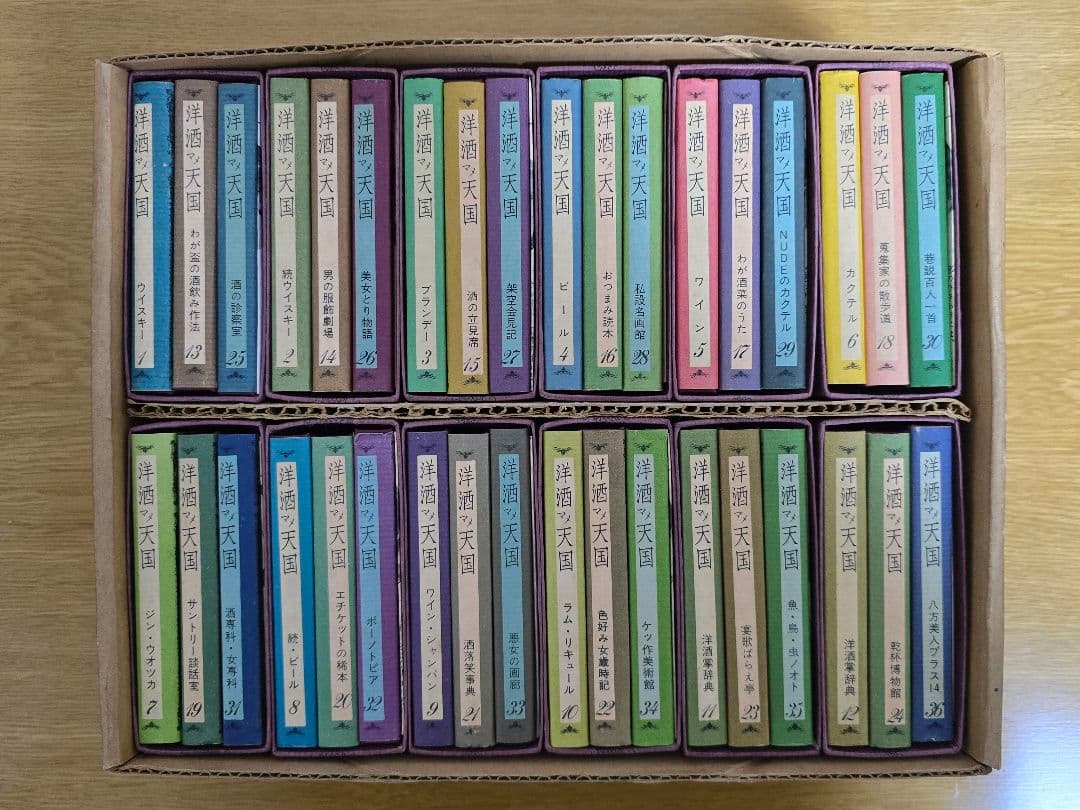 洋酒マメ天国 ウイスキー 1
洋酒マメ天国 わが盃の酒飲み作法 13
洋酒マメ天国 酒の診察室 25
洋酒マメ天国 続ウイスキー 2
洋酒マメ天国 男の服飾劇場 14
洋酒マメ天国 美女とり物語 26
洋酒マメ天国 ブランデー 3
洋酒マメ天国 酒の立見席 15
洋酒マメ天国 架空会見記 27
洋酒マメ天国 ビール 4
洋酒マメ天国 おつまみ読本 16
洋酒マメ天国 私設名画館 28
洋酒マメ天国 ワイン 5
洋酒マメ天国 わが酒菜のうた 17
洋酒マメ天国 NUDEのカクテル 29
洋酒マメ天国 カクテル 6
洋酒マメ天国 蒐集家の散歩道 18
洋酒マメ天国 巷説百人一首 30
洋酒マメ天国 ジン・ウオツカ 7
洋酒マメ天国 サントリー談話室 19
洋酒マメ天国 酒専科・女専科 31
洋酒マメ天国 続・ビール 8
洋酒マメ天国 エチケットの稀本 20
洋酒マメ天国 ポーノトピア 32
洋酒マメ天国 ワイン・シャンパン 9
洋酒マメ天国 洒落笑事典 21
洋酒マメ天国 悪女の画廊 33
洋酒マメ天国 ラム・リキュール 10
洋酒マメ天国 色好み女歳時記 22
洋酒マメ天国 ケッ作美術館 34
洋酒マメ天国 洋酒掌辞典 11
洋酒マメ天国 宴歌ばらえ亭 23
洋酒マメ天国 魚・鳥・虫ノオト 35
洋酒マメ天国 洋酒掌辞典 12
洋酒マメ天国 乾杯博物館 24
洋酒マメ天国 八方美人プラス14 36